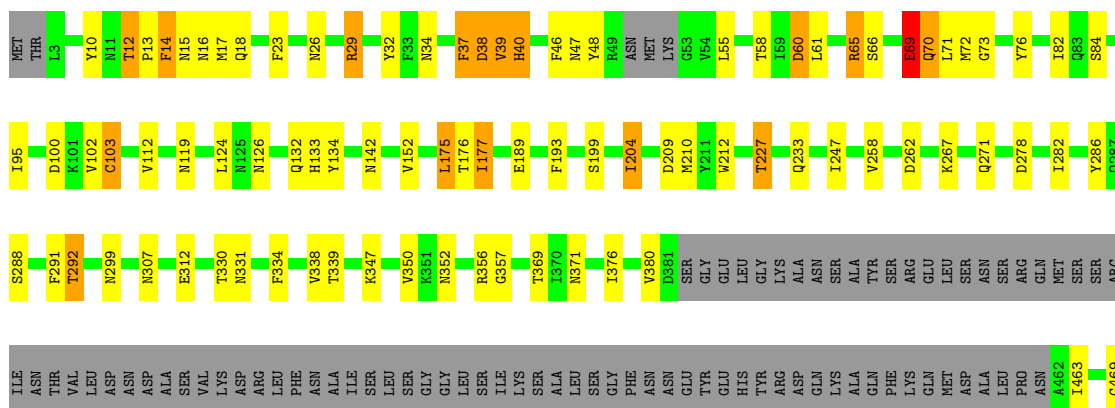 MET THR L3 Y10 N11 T12 P13 F14 N15 N16 M17 Q18 F23 N26 R29 Y32 F33 N34 F37 D38 V39 H40 F46 N47 Y48 R49 ASN MET LYS G53 V54 L55 T58 I59 D60 L61 R65 S66 E69 Q70 L71 M72 G73 Y76 I82 Q83 S84
I95 D100 K101 V102 C103 V112 N119 L124 N125 N126 Q132 H133 Y134 N142 V152 L175 T176 I177 E189 F193 S199 I204 D209 M210 Y211 W212 T227 Q233 I247 V258 D262 K267 Q271 D278 I282 Y286
S288 F291 T292 N299 N307 E312 T330 N331 F334 V338 T339 K347 V350 K351 N352 R356 G357 T369 I370 N371 I376 V380 D381 SER GLY GLU LEU GLY LYS ALA ASN SER ALA TYR SER ARG GLU LEU SER ASN SER ARG GLN MET SER SER ARG
ILE ASN THR VAL LEU ASP ASN ASP ALA SER VAL LYS ASP ARG LEU PHE ASN ALA ILE SER LEU SER GLY GLY LEU SER ILE LYS SER ALA LEU SER GLY PHE ASN ASN GLU TYR GLU HIS TYR ARG ASP GLN LYS ALA GLN PHE LYS GLN MET ASP ALA LEU PRO ASN A462 I463